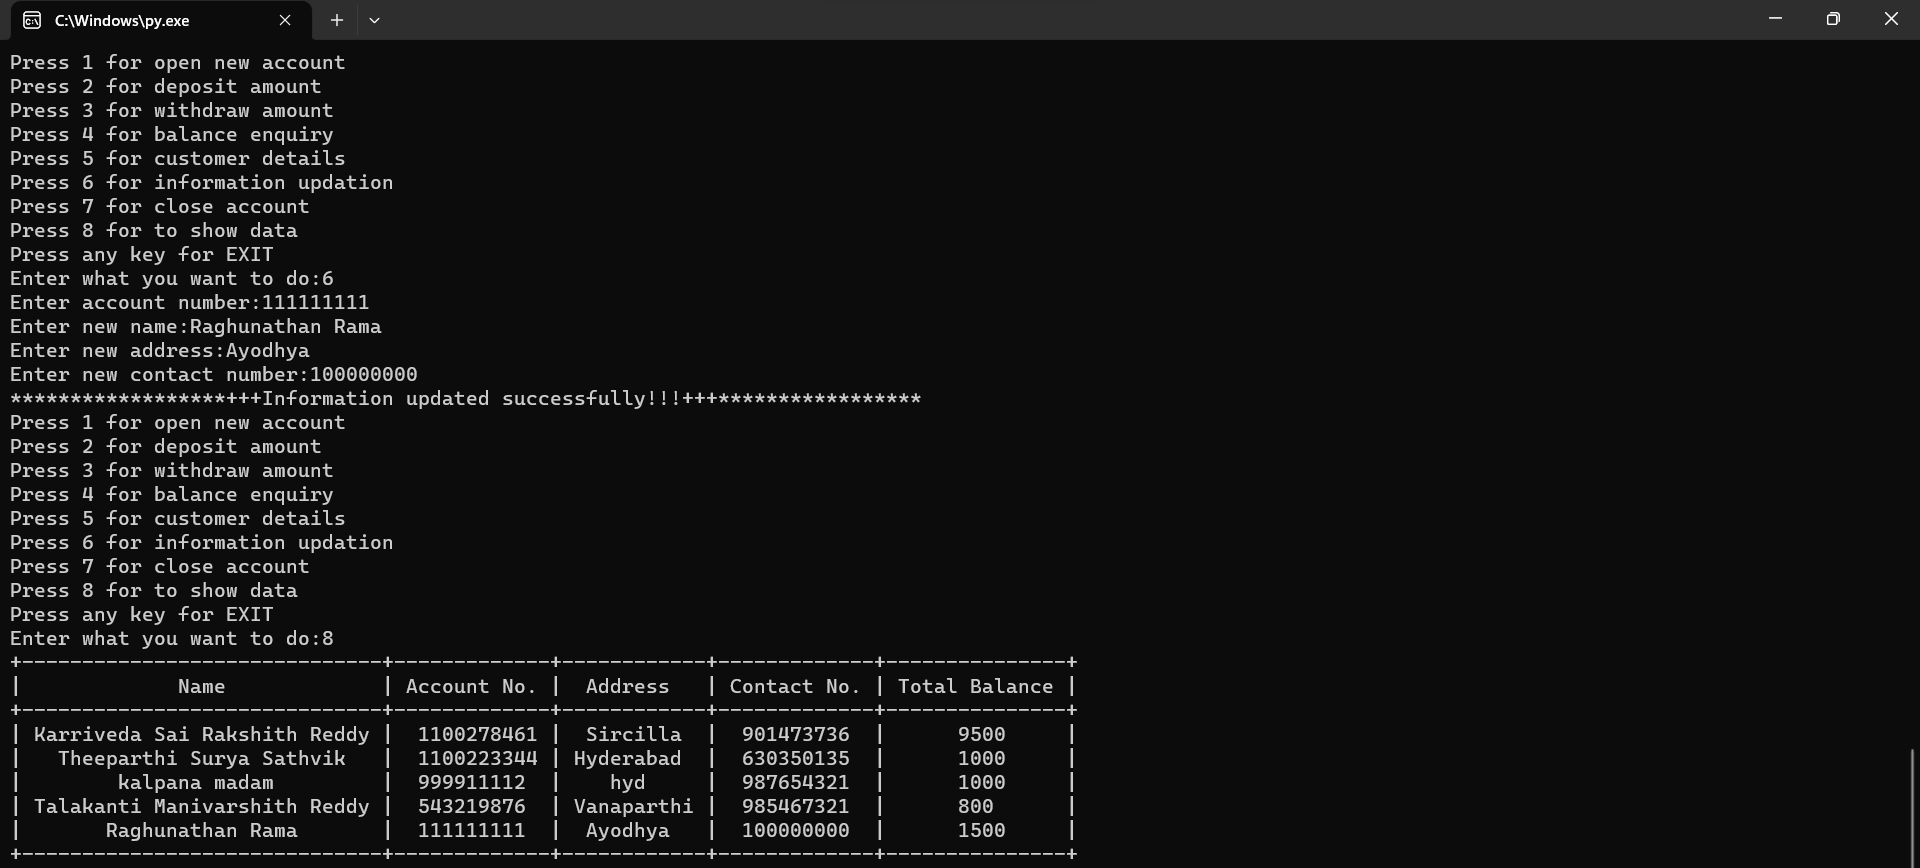 C:\Windows\py.exe
Press 1 for open new account
Press 2 for deposit amount
Press 3 for withdraw amount
Press 4 for balance enquiry
Press 5 for customer details
Press 6 for information updation
Press 7 for close account
Press 8 for to show data
Press any key for EXIT
Enter what you want to do:6
Enter account number:111111111
Enter new name:Raghunathan Rama
Enter new address:Ayodhya
Enter new contact number:100000000
******************+++Information updated successfully!!!+++*****************
Press 1 for open new account
Press 2 for deposit amount
Press 3 for withdraw amount
Press 4 for balance enquiry
Press 5 for customer details
Press 6 for information updation
Press 7 for close account
Press 8 for to show data
Press any key for EXIT
Enter what you want to do:8
+------------------------------+-------------+------------+-------------+---------------+
|             Name             | Account No. |  Address   | Contact No. | Total Balance |
+------------------------------+-------------+------------+-------------+---------------+
| Karriveda Sai Rakshith Reddy |  1100278461 |  Sircilla  |  901473736  |      9500     |
|   Theeparthi Surya Sathvik   |  1100223344 | Hyderabad  |  630350135  |      1000     |
|        kalpana madam         |  999911112  |    hyd     |  987654321  |      1000     |
| Talakanti Manivarshith Reddy |  543219876  | Vanaparthi |  985467321  |      800      |
|       Raghunathan Rama       |  111111111  |  Ayodhya   |  100000000  |      1500     |
+------------------------------+-------------+------------+-------------+---------------+